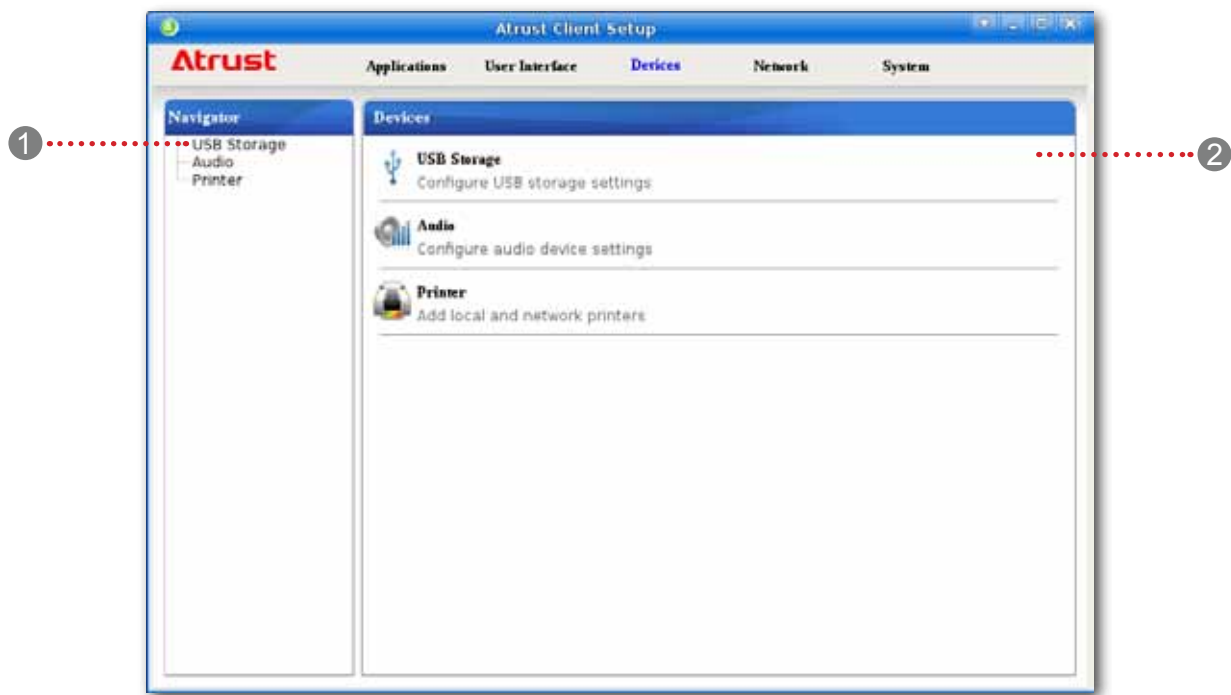 Atrust Client Setup
Atrust
Applications User Interface Devices Network System
Navigator
USB Storage
Audio
Printer
Devices
USB Storage
Configure USB storage settings
Audio
Configure audio device settings
Printer
Add local and network printers
1
2